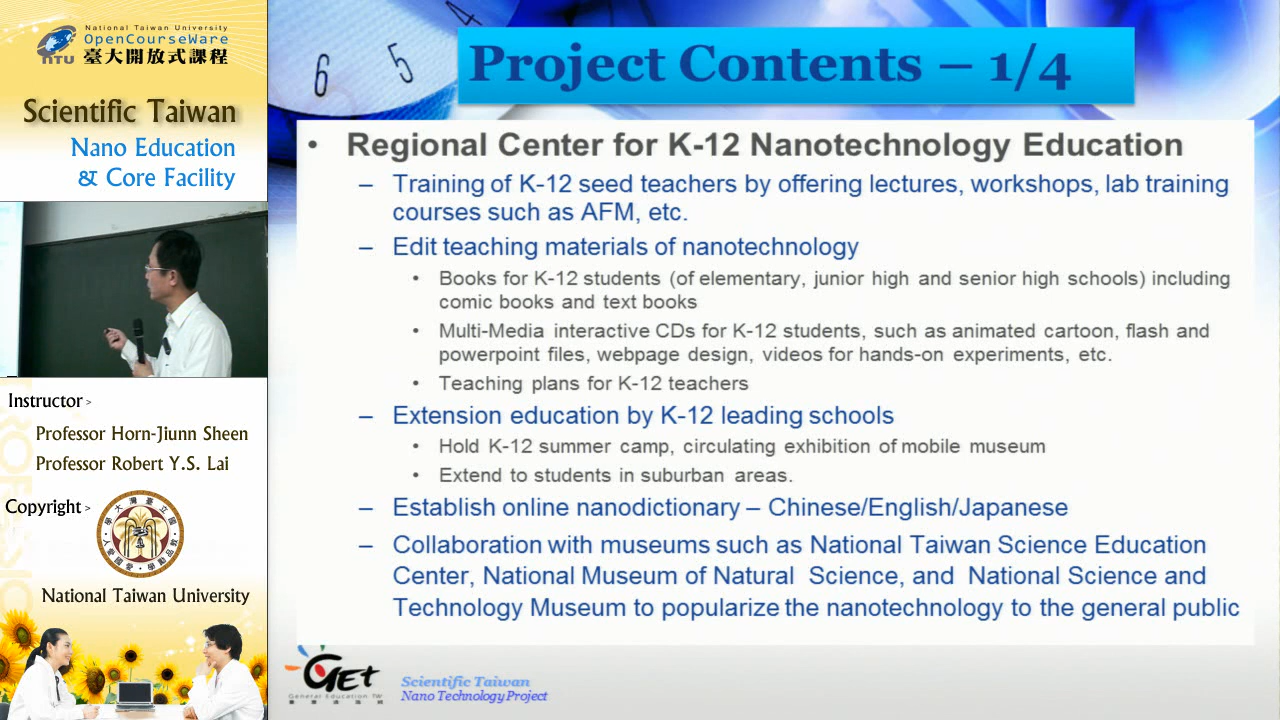 National Taiwan University
OpenCourseWare
NTU 臺大開放式課程
Scientific Taiwan
Nano Education
& Core Facility
Instructor >
Professor Horn-Jiunn Sheen
Professor Robert Y.S. Lai
Copyright >
National Taiwan University
6 5 4
Project Contents – 1/4
• Regional Center for K-12 Nanotechnology Education
– Training of K-12 seed teachers by offering lectures, workshops, lab training
courses such as AFM, etc.
– Edit teaching materials of nanotechnology
• Books for K-12 students (of elementary, junior high and senior high schools) including
comic books and text books
• Multi-Media interactive CDs for K-12 students, such as animated cartoon, flash and
powerpoint files, webpage design, videos for hands-on experiments, etc.
• Teaching plans for K-12 teachers
– Extension education by K-12 leading schools
• Hold K-12 summer camp, circulating exhibition of mobile museum
• Extend to students in suburban areas.
– Establish online nanodictionary – Chinese/English/Japanese
– Collaboration with museums such as National Taiwan Science Education
Center, National Museum of Natural Science, and National Science and
Technology Museum to popularize the nanotechnology to the general public
GET
General Education TW
Scientific Taiwan
Nano Technology Project